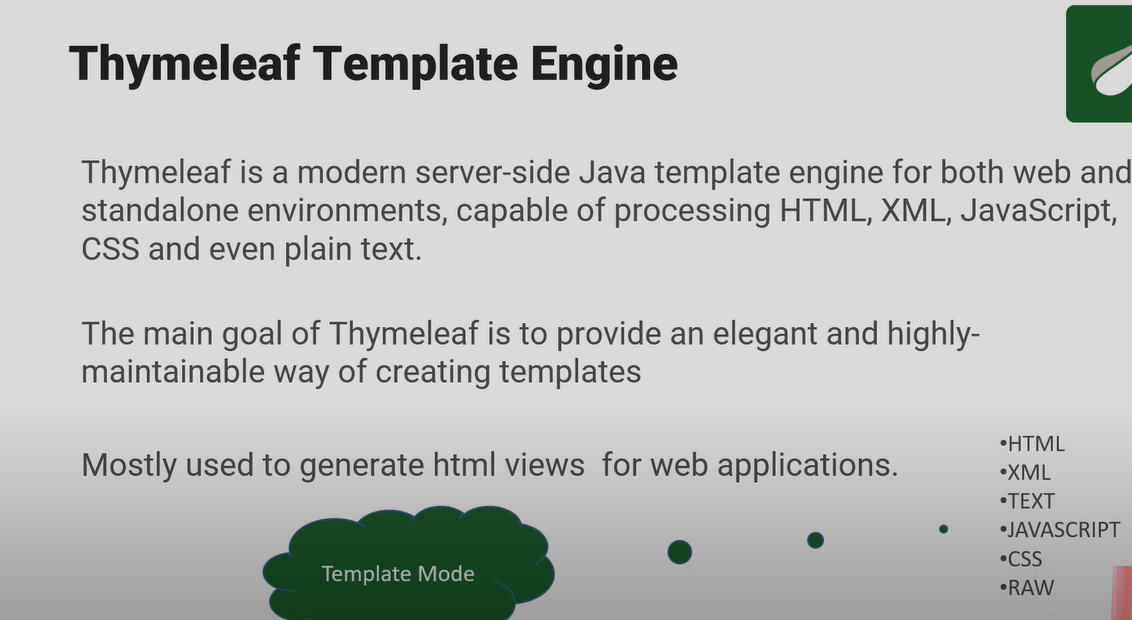 Thymeleaf Template Engine
Thymeleaf is a modern server-side Java template engine for both web and
standalone environments, capable of processing HTML, XML, JavaScript,
CSS and even plain text.
The main goal of Thymeleaf is to provide an elegant and highly-
maintainable way of creating templates
Mostly used to generate html views  for web applications.
Template Mode
•HTML
•XML
•TEXT
•JAVASCRIPT
•CSS
•RAW